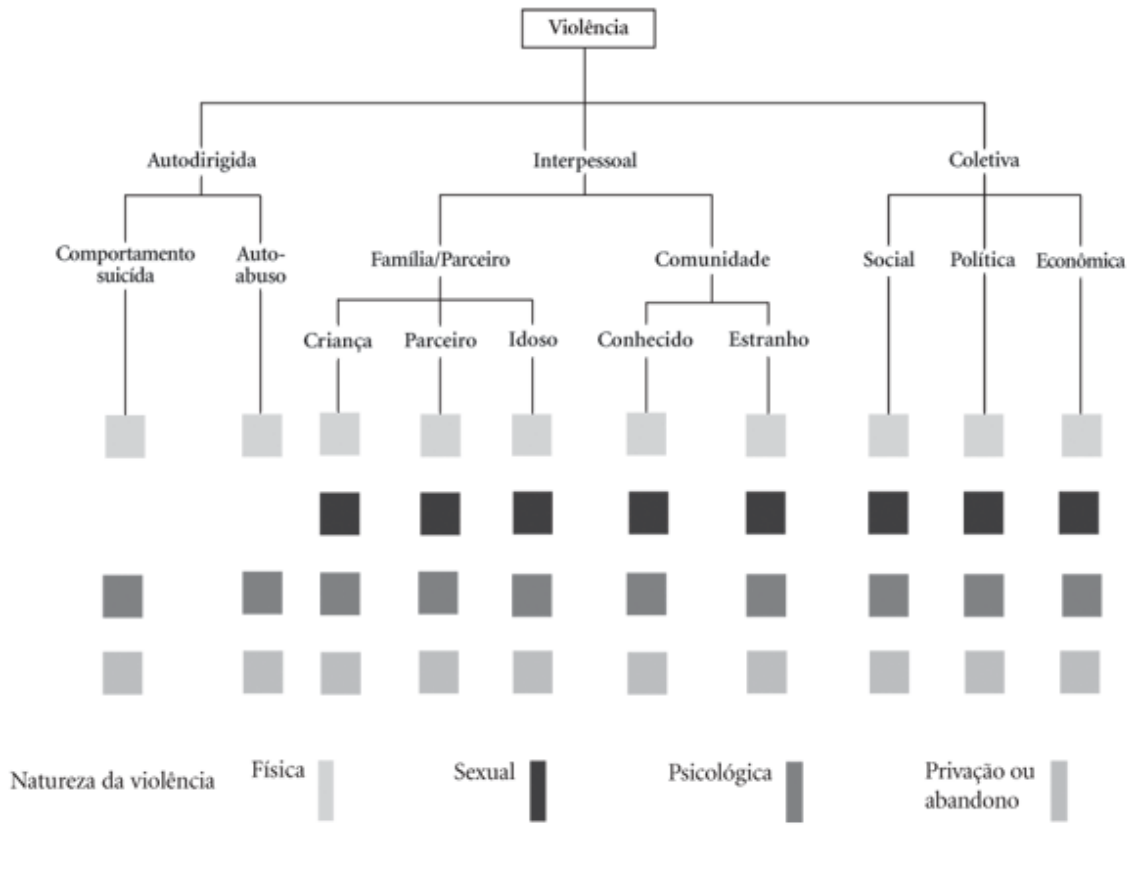 Violência
Autodirigida
Interpessoal
Coletiva
Comportamento
suicída
Auto-
abuso
Família/Parceiro
Comunidade
Social
Política
Econômica
Criança
Parceiro
Idoso
Conhecido
Estranho
Natureza da violência
Física
Sexual
Psicológica
Privação ou
abandono